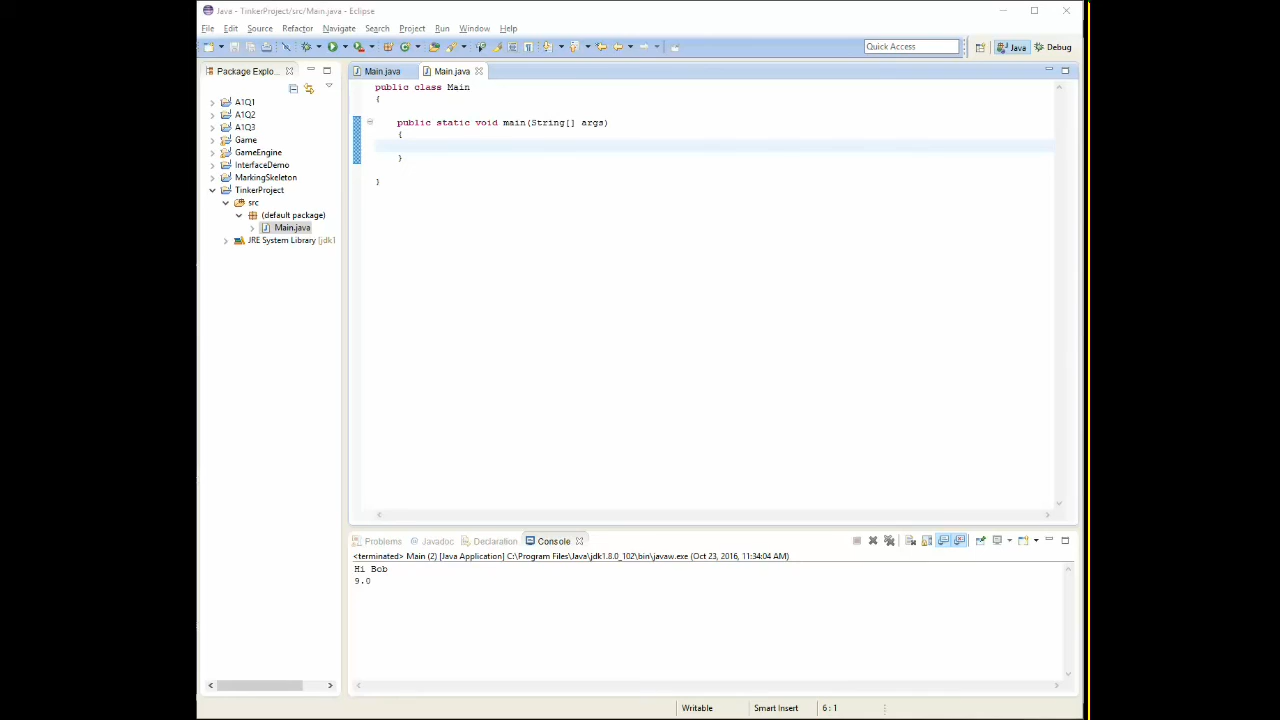 Java - TinkerProject/src/Main.java - Eclipse
File Edit Source Refactor Navigate Search Project Run Window Help
Quick Access
Java
Debug
Package Explo...
Main.java
Main.java
A1Q1
A1Q2
A1Q3
Game
GameEngine
InterfaceDemo
MarkingSkeleton
TinkerProject
src
(default package)
Main.java
JRE System Library [jdk1
public class Main
{
public static void main(String[] args)
{
}
}
Problems @ Javadoc Declaration Console
<terminated> Main (2) [Java Application] C:\Program Files\Java\jdk1.8.0_102\bin\javaw.exe (Oct 23, 2016, 11:34:04 AM)
Hi Bob
9.0
Writable Smart Insert 6 : 1